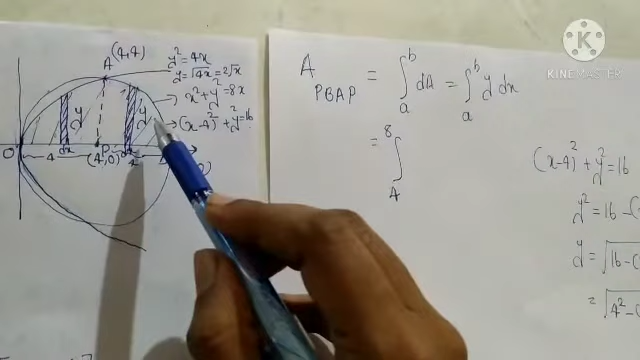 (4,4)
A
y² = 4x
y = √4x = 2√x
x² + y² = 8x
(x-4)² + y² = 16
y
y
O
4
dx
P
(4,0)
A
PBAP
= ∫ₐᵇ dA = ∫ₐᵇ y dx
= ∫₄⁸
(x-4)² + y² = 16
y² = 16 - (
y = √16 - (
= √4² - (
KINEMASTER